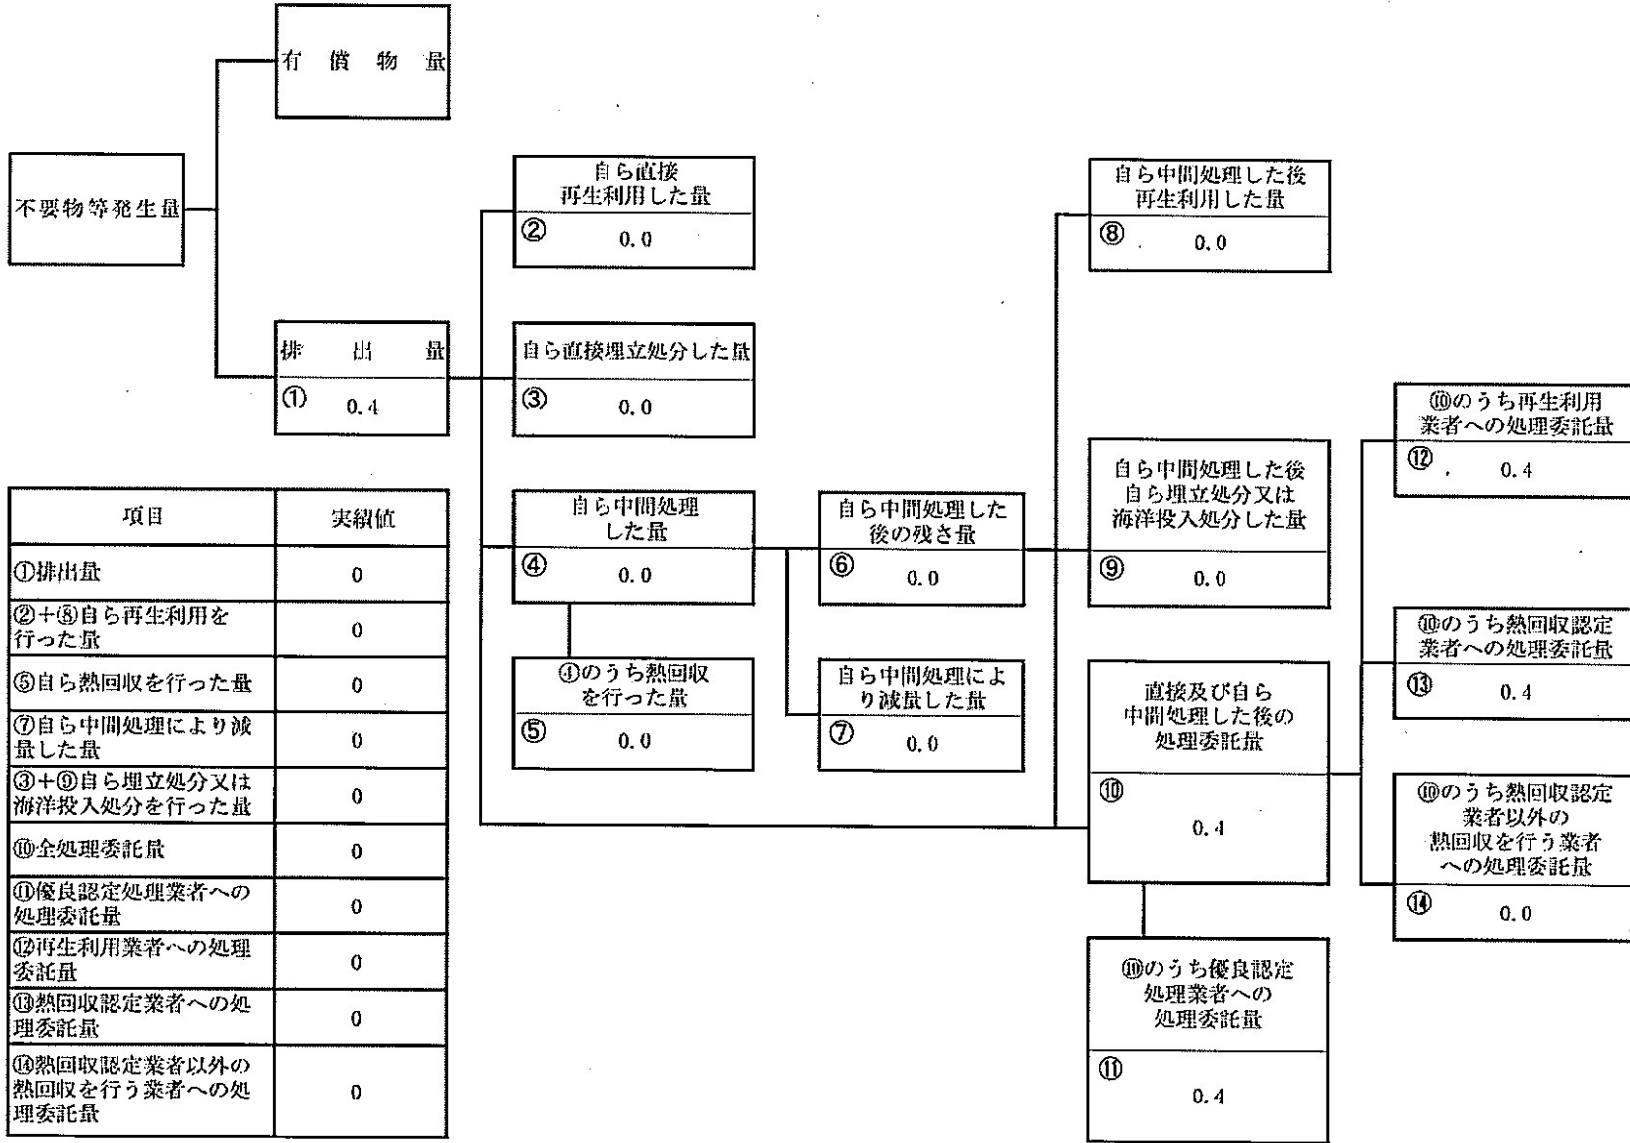 有償物量
不要物等発生量
排出量
① 0.4
自ら直接
再生利用した量
② 0.0
自ら直接埋立処分した量
③ 0.0
自ら中間処理
した量
④ 0.0
④のうち熱回収
を行った量
⑤ 0.0
自ら中間処理した
後の残さ量
⑥ 0.0
自ら中間処理によ
り減量した量
⑦ 0.0
自ら中間処理した後
再生利用した量
⑧ 0.0
自ら中間処理した後
自ら埋立処分又は
海洋投入処分した量
⑨ 0.0
直接及び自ら
中間処理した後の
処理委託量
⑩
0.4
⑩のうち優良認定
処理業者への
処理委託量
⑪
0.4
⑩のうち再生利用
業者への処理委託量
⑫ 0.4
⑩のうち熱回収認定
業者への処理委託量
⑬ 0.4
⑩のうち熱回収認定
業者以外の
熱回収を行う業者
への処理委託量
⑭ 0.0
項目 実績値
①排出量 0
②+⑧自ら再生利用を
行った量 0
⑤自ら熱回収を行った量 0
⑦自ら中間処理により減
量した量 0
③+⑨自ら埋立処分又は
海洋投入処分を行った量 0
⑩全処理委託量 0
⑪優良認定処理業者への
処理委託量 0
⑫再生利用業者への処理
委託量 0
⑬熱回収認定業者への処
理委託量 0
⑭熱回収認定業者以外の
熱回収を行う業者への処
理委託量 0